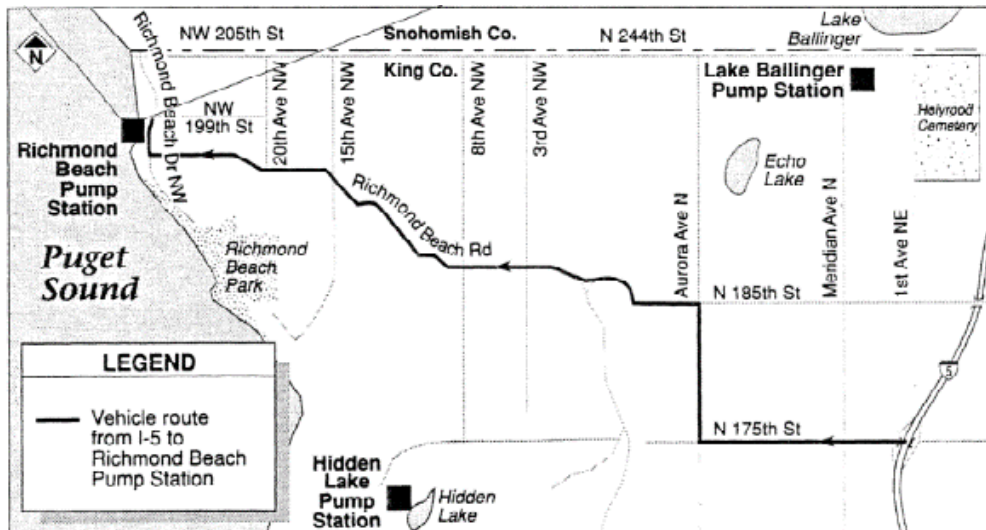 NW 205th St
Snohomish Co.
N 244th St
Lake
Ballinger
N
King Co.
Richmond Beach Dr NW
NW
199th St
20th Ave NW
15th Ave NW
8th Ave NW
3rd Ave NW
Lake Ballinger
Pump Station
Holyrood
Cemetery
Richmond
Beach
Pump
Station
Echo
Lake
Richmond Beach Rd
Aurora Ave N
Meridian Ave N
1st Ave NE
Puget
Sound
Richmond
Beach
Park
N 185th St
LEGEND
Vehicle route
from I-5 to
Richmond Beach
Pump Station
5
N 175th St
Hidden
Lake
Pump
Station
Hidden
Lake